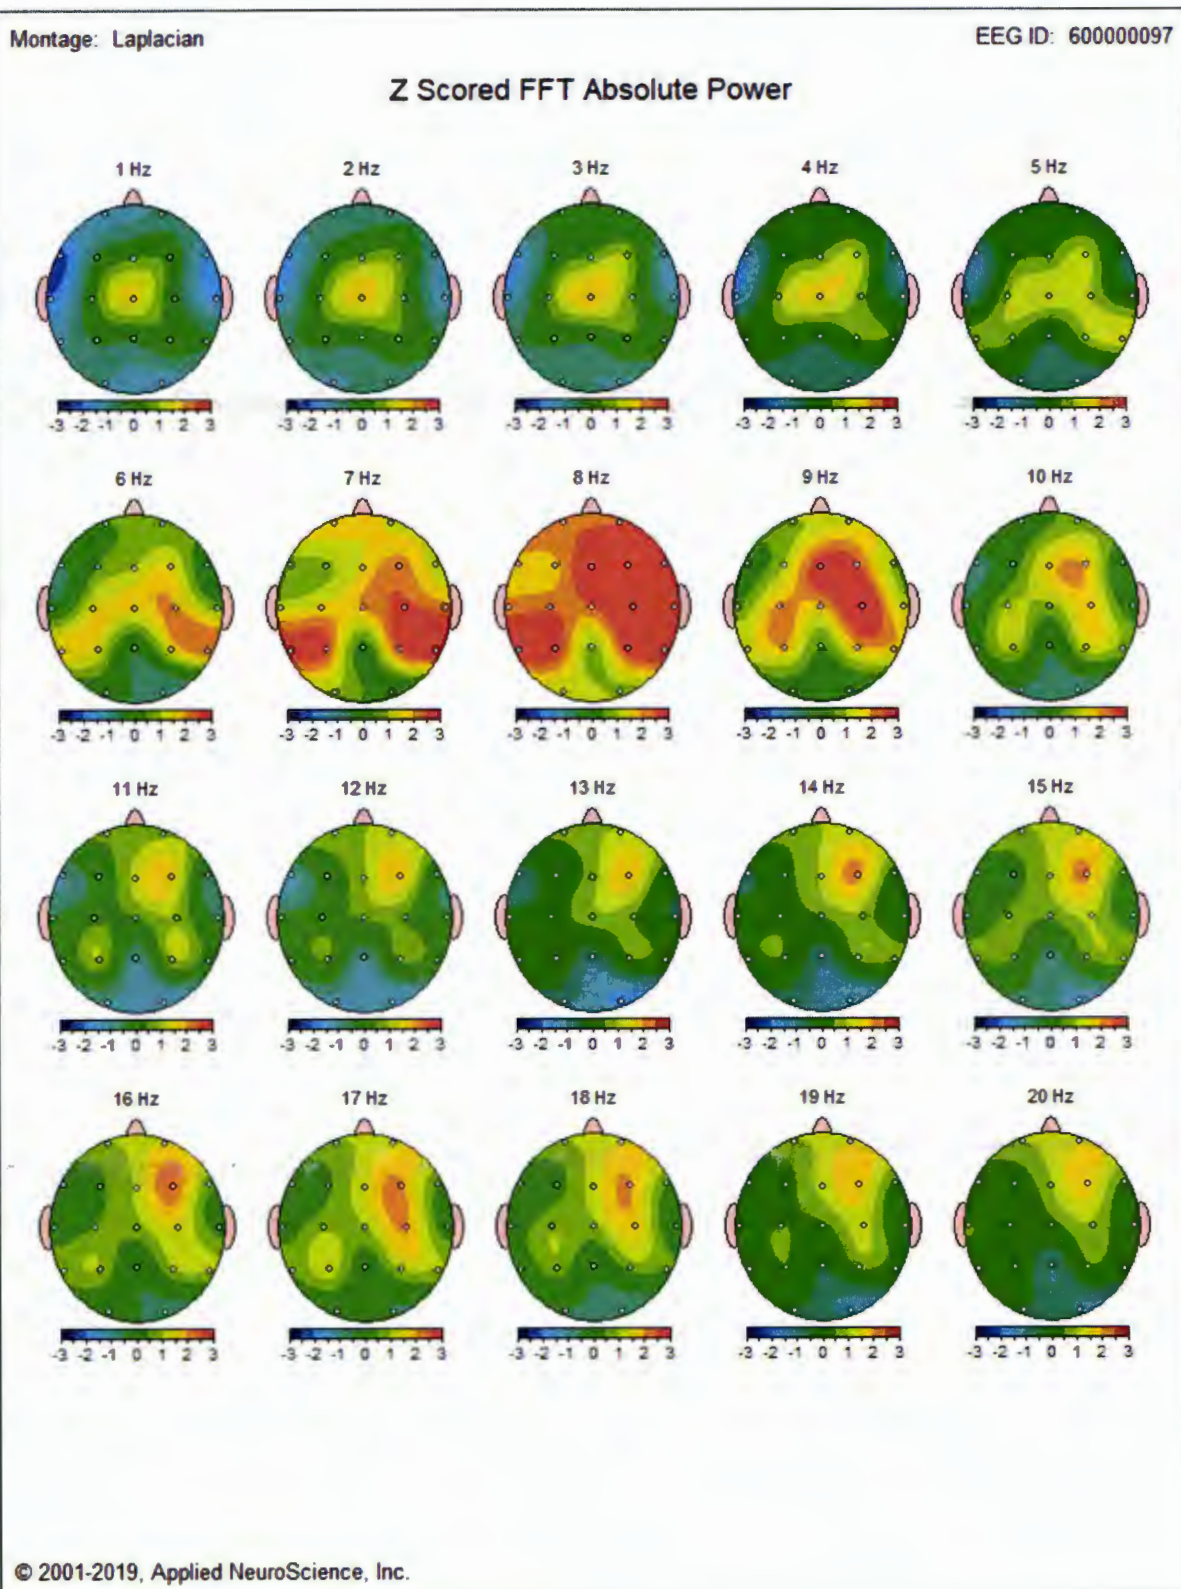 Montage: Laplacian EEG ID: 600000097
Z Scored FFT Absolute Power
1 Hz 2 Hz 3 Hz 4 Hz 5 Hz
-3 -2 -1 0 1 2 3 -3 -2 -1 0 1 2 3 -3 -2 -1 0 1 2 3 -3 -2 -1 0 1 2 3 -3 -2 -1 0 1 2 3
6 Hz 7 Hz 8 Hz 9 Hz 10 Hz
-3 -2 -1 0 1 2 3 -3 -2 -1 0 1 2 3 -3 -2 -1 0 1 2 3 -3 -2 -1 0 1 2 3 -3 -2 -1 0 1 2 3
11 Hz 12 Hz 13 Hz 14 Hz 15 Hz
-3 -2 -1 0 1 2 3 -3 -2 -1 0 1 2 3 -3 -2 -1 0 1 2 3 -3 -2 -1 0 1 2 3 -3 -2 -1 0 1 2 3
16 Hz 17 Hz 18 Hz 19 Hz 20 Hz
-3 -2 -1 0 1 2 3 -3 -2 -1 0 1 2 3 -3 -2 -1 0 1 2 3 -3 -2 -1 0 1 2 3 -3 -2 -1 0 1 2 3
© 2001-2019, Applied NeuroScience, Inc.